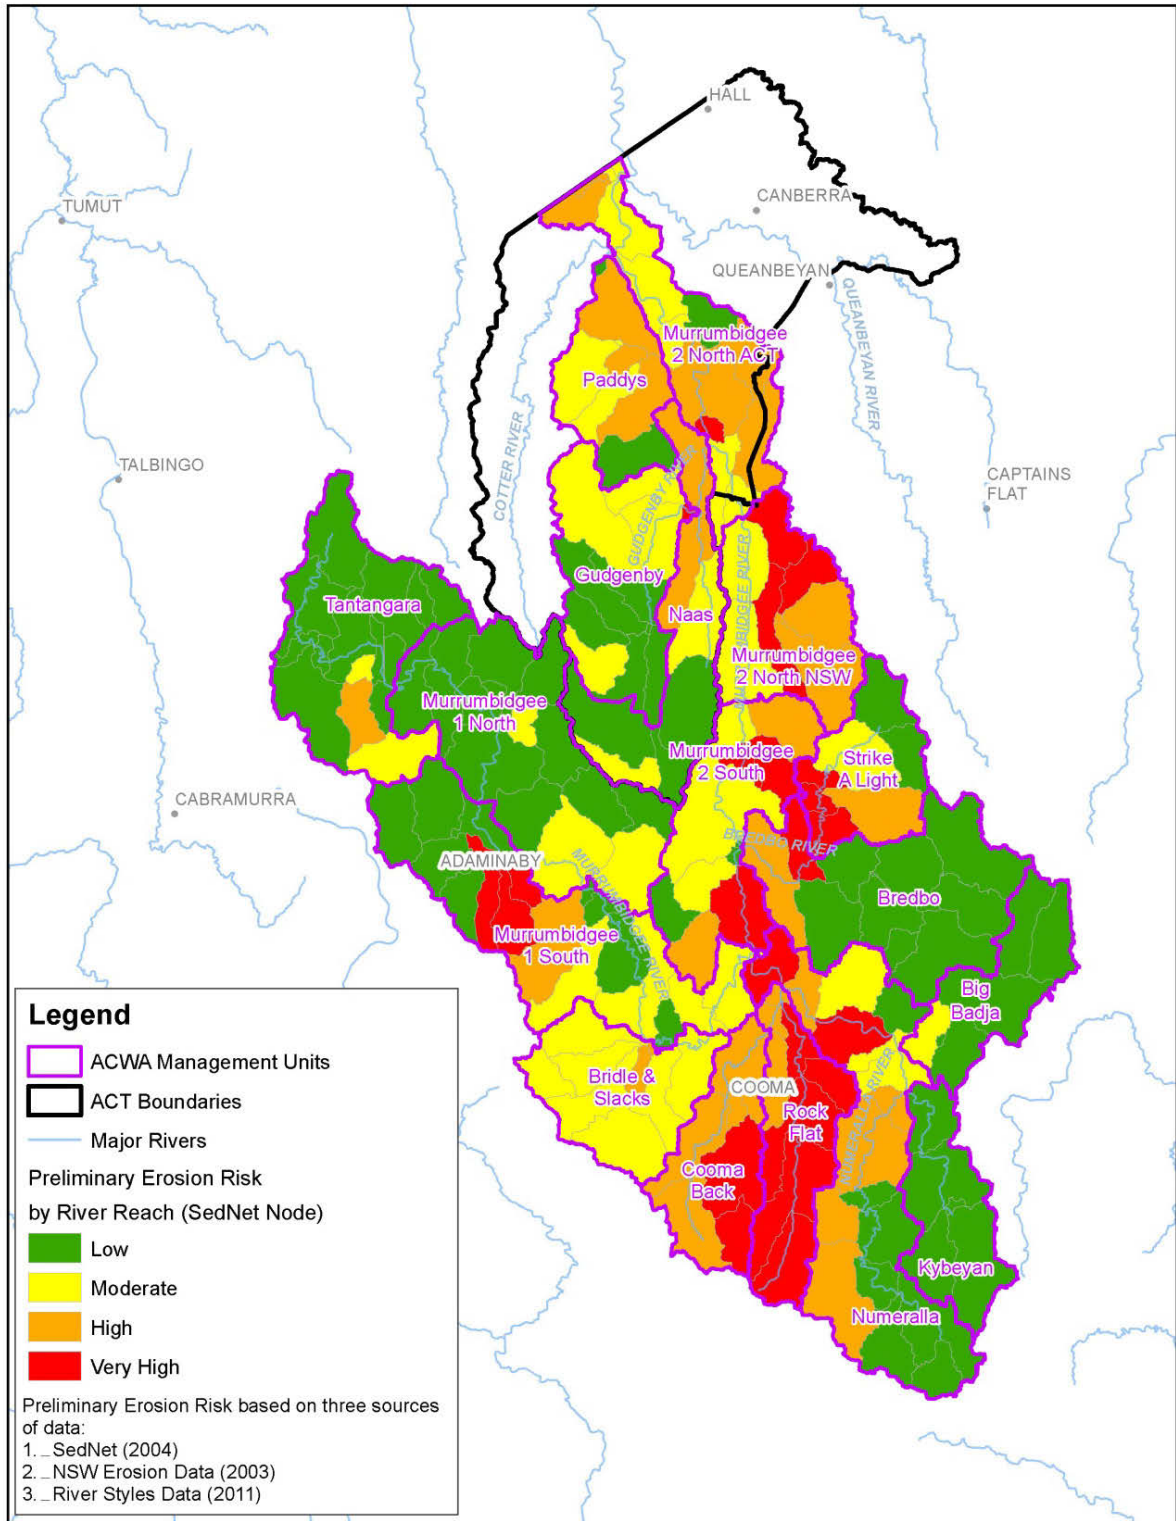 HALL
TUMUT
CANBERRA
QUEANBEYAN
QUEANBEYAN RIVER
Murrumbidgee
2 North ACT
Paddys
COTTER RIVER
TALBINGO
CAPTAINS
FLAT
GUDGENBY RIVER
Gudgenby
MURRUMBIDGEE RIVER
Tantangara
Naas
Murrumbidgee
2 North NSW
Murrumbidgee
1 North
Murrumbidgee
2 South
Strike
A Light
CABRAMURRA
BREDBO RIVER
ADAMINABY
MURRUMBIDGEE RIVER
Bredbo
Murrumbidgee
1 South
Big
Badja
Bridle &
Slacks
COOMA
Rock
Flat
NUMERALLA RIVER
Cooma
Back
Kybeyan
Numeralla
Legend
ACWA Management Units
ACT Boundaries
Major Rivers
Preliminary Erosion Risk
by River Reach (SedNet Node)
Low
Moderate
High
Very High
Preliminary Erosion Risk based on three sources
of data:
1. _ SedNet (2004)
2. _ NSW Erosion Data (2003)
3. _ River Styles Data (2011)